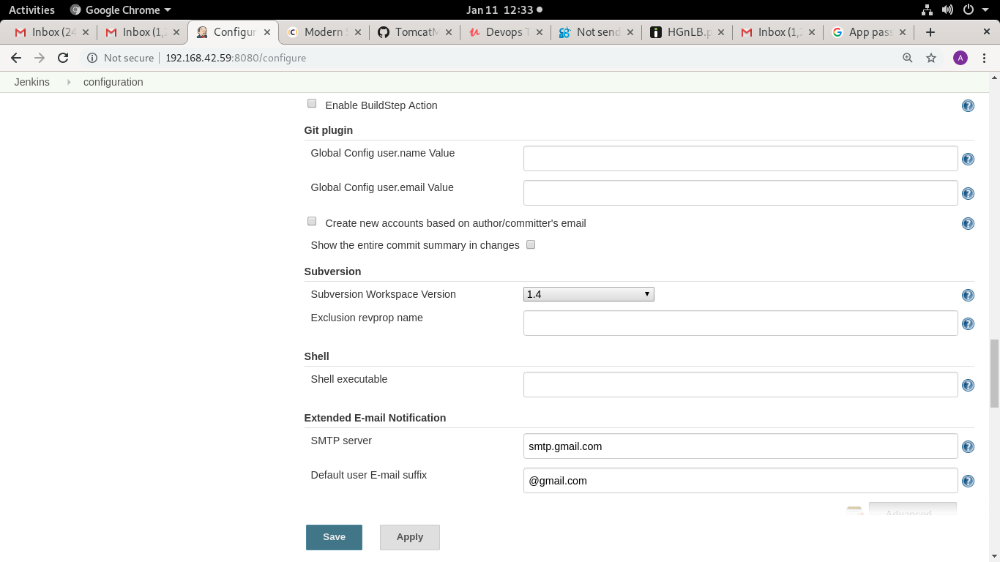 Activities Google Chrome Jan 11 12:33
Inbox (24 Inbox (1, Configur Modern TomcatM Devops T Not send HGnLB.p Inbox (1, App pas
Not secure 192.168.42.59:8080/configure A
Jenkins configuration
Enable BuildStep Action
Git plugin
Global Config user.name Value
Global Config user.email Value
Create new accounts based on author/committer's email
Show the entire commit summary in changes
Subversion
Subversion Workspace Version 1.4
Exclusion revprop name
Shell
Shell executable
Extended E-mail Notification
SMTP server smtp.gmail.com
Default user E-mail suffix @gmail.com
Advanced
Save Apply